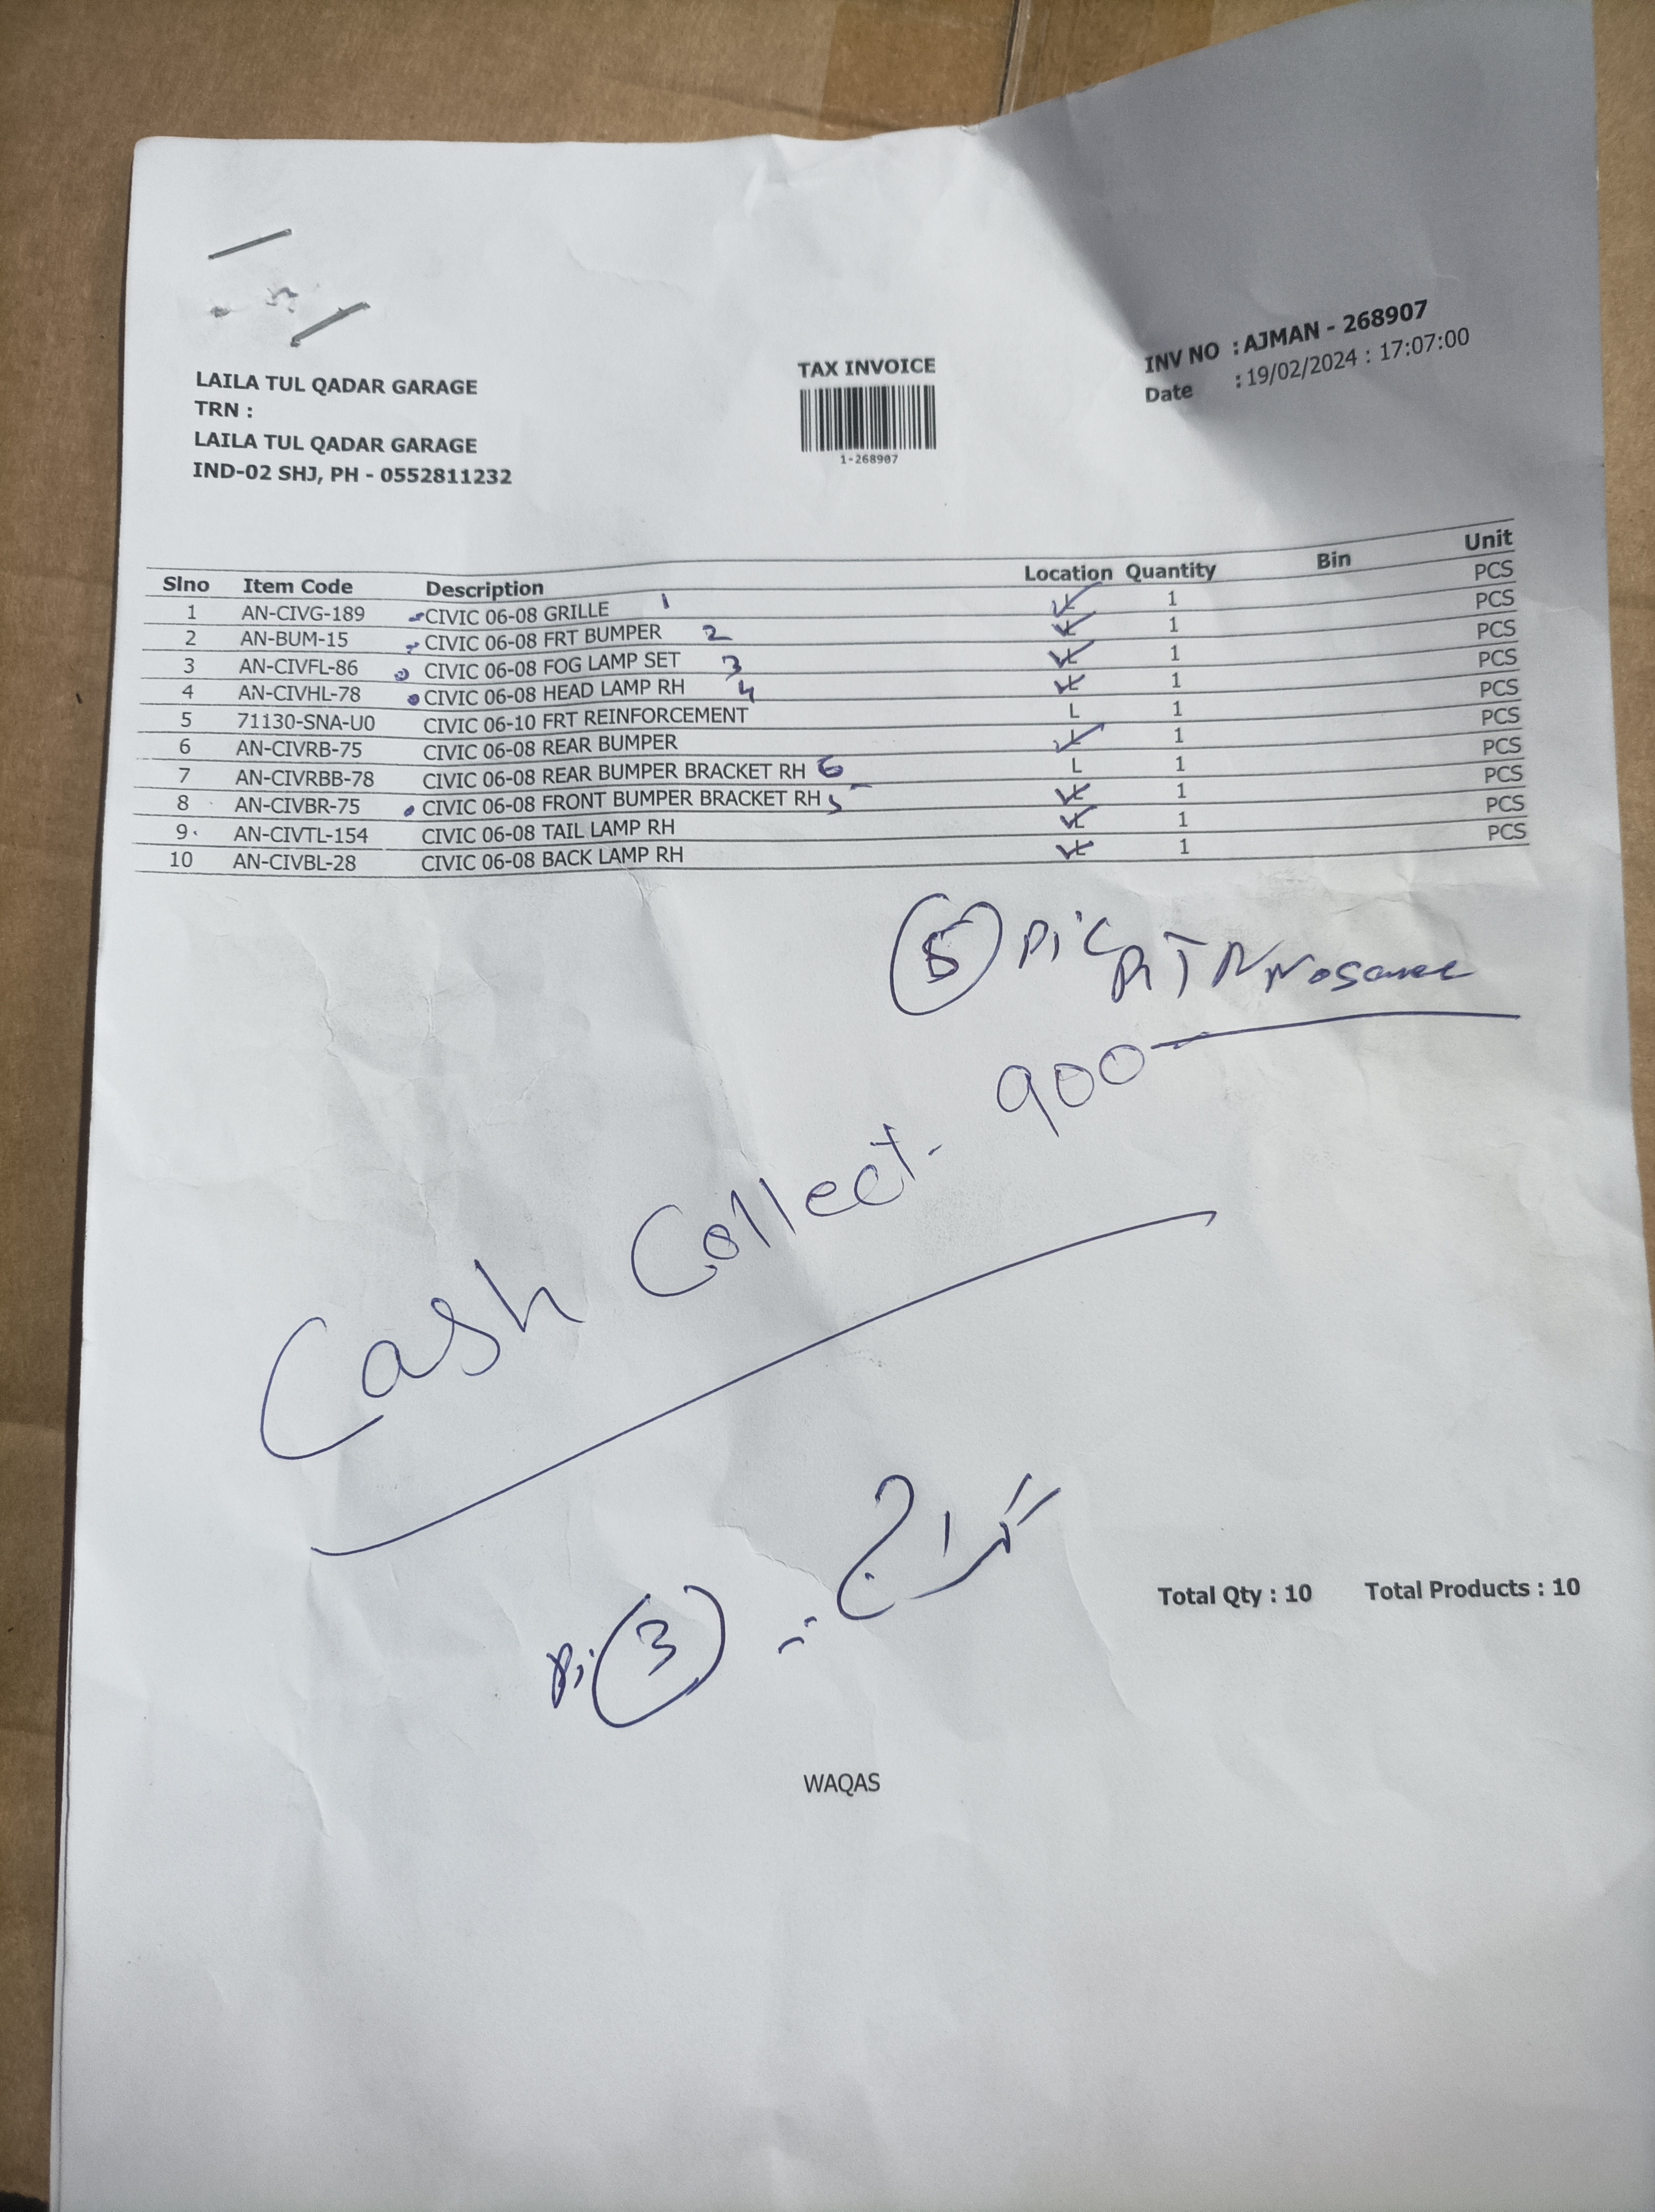 TAX INVOICE
1-268907
INV NO : AJMAN - 268907
Date : 19/02/2024 : 17:07:00
LAILA TUL QADAR GARAGE
TRN :
LAILA TUL QADAR GARAGE
IND-02 SHJ, PH - 0552811232
Slno Item Code Description Location Quantity Bin Unit
1 AN-CIVG-189 CIVIC 06-08 GRILLE 1 L 1 PCS
2 AN-BUM-15 CIVIC 06-08 FRT BUMPER 2 L 1 PCS
3 AN-CIVFL-86 CIVIC 06-08 FOG LAMP SET 3 L 1 PCS
4 AN-CIVHL-78 CIVIC 06-08 HEAD LAMP RH 4 L 1 PCS
5 71130-SNA-U0 CIVIC 06-10 FRT REINFORCEMENT L 1 PCS
6 AN-CIVRB-75 CIVIC 06-08 REAR BUMPER L 1 PCS
7 AN-CIVRBB-78 CIVIC 06-08 REAR BUMPER BRACKET RH 6 L 1 PCS
8 AN-CIVBR-75 CIVIC 06-08 FRONT BUMPER BRACKET RH 5 L 1 PCS
9 AN-CIVTL-154 CIVIC 06-08 TAIL LAMP RH L 1 PCS
10 AN-CIVBL-28 CIVIC 06-08 BACK LAMP RH L 1 PCS
5 Pic RTN
Cash Collect - 900
كراج
3
Total Qty : 10 Total Products : 10
WAQAS